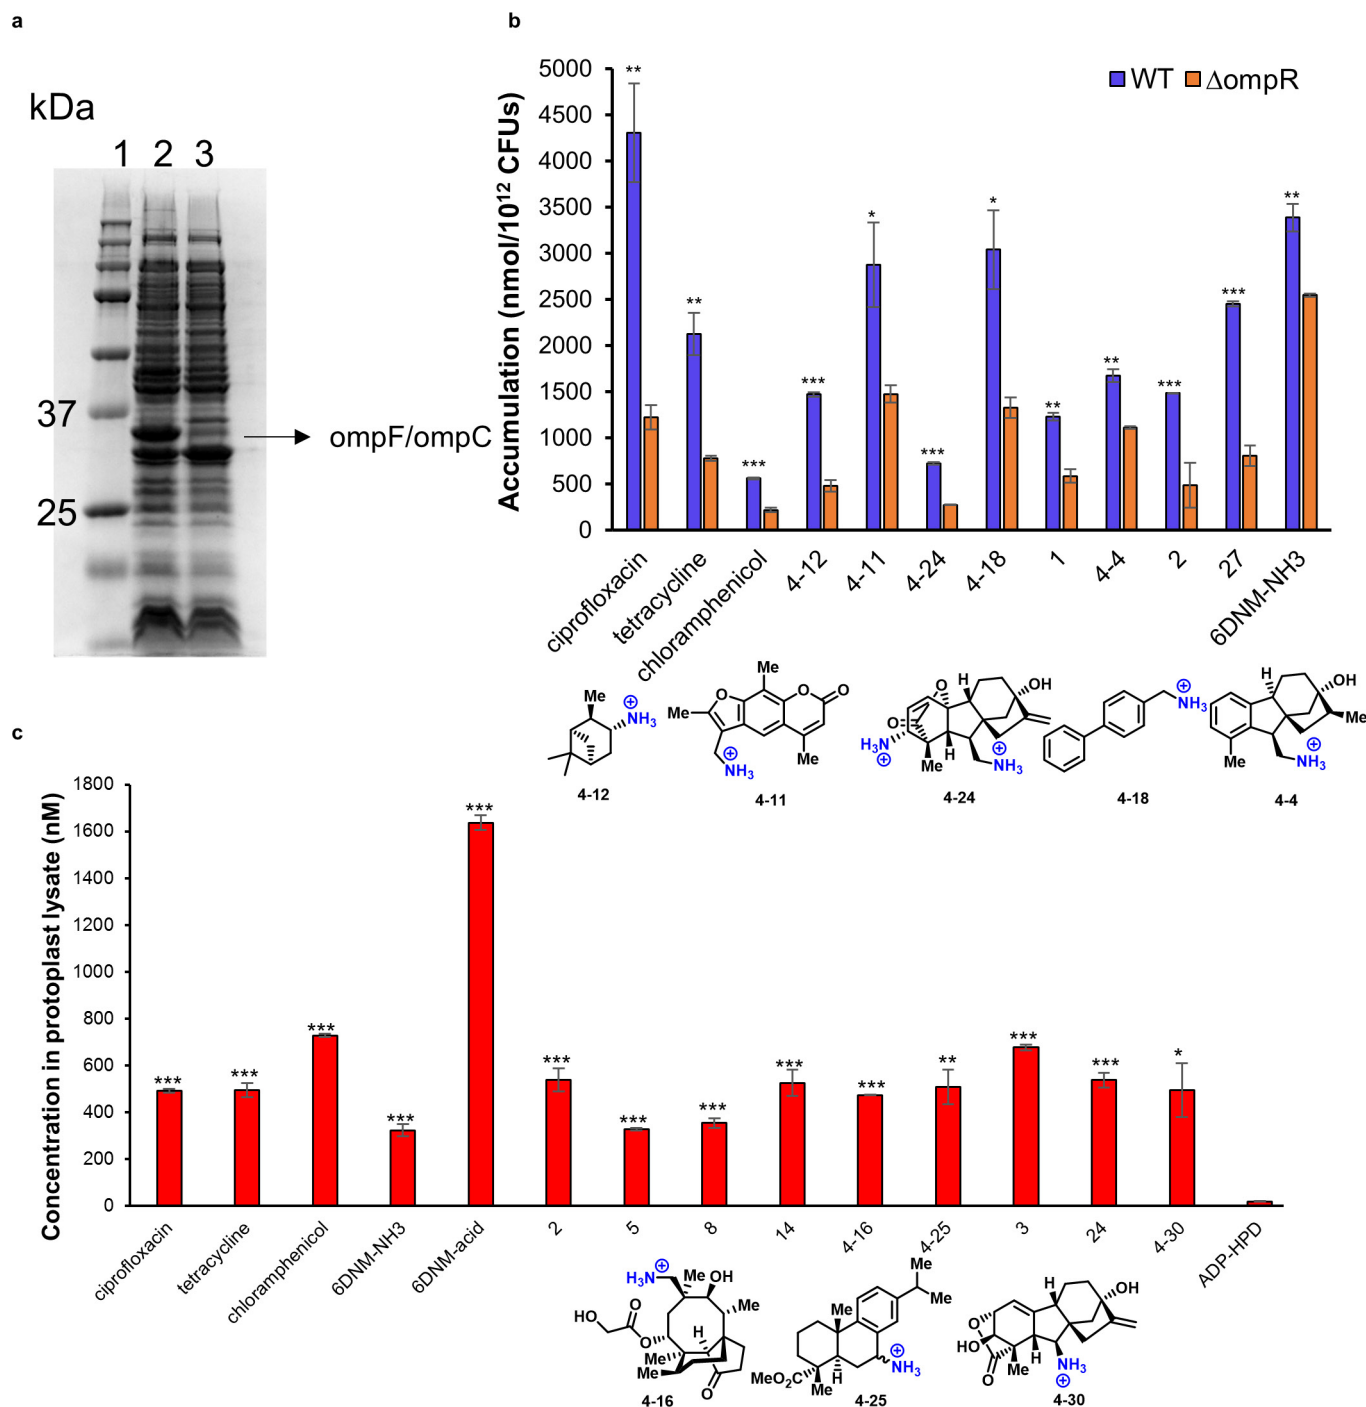 a
b
kDa
1 2 3
37
25
ompF/ompC
Accumulation (nmol/10¹² CFUs)
5000
4500
4000
3500
3000
2500
2000
1500
1000
500
0
WT ΔompR
**
**
***
***
*
***
*
**
**
***
***
**
ciprofloxacin
tetracycline
chloramphenicol
4-12
4-11
4-24
4-18
1
4-4
2
27
6DNM-NH3
Me
⊕
NH₃
4-12
Me
O
O
O
Me
Me
⊕
NH₃
4-11
H
O
O
OH
H₃N
⊕
Me
H
⊕
NH₃
4-24
⊕
NH₃
4-18
H
OH
Me
Me
⊕
NH₃
4-4
c
Concentration in protoplast lysate (nM)
1800
1600
1400
1200
1000
800
600
400
200
0
***
***
***
***
***
***
***
***
***
***
**
***
***
*
ciprofloxacin
tetracycline
chloramphenicol
6DNM-NH3
6DNM-acid
2
5
8
14
4-16
4-25
3
24
4-30
ADP-HPD
⊕
H₃N
Me
OH
HO
O
O
H
Me
Me
Me
O
4-16
Me
Me
Me
⊕
NH₃
MeO₂C
Me
H
4-25
H
OH
O
HO
O
Me
H
NH₃
⊕
4-30